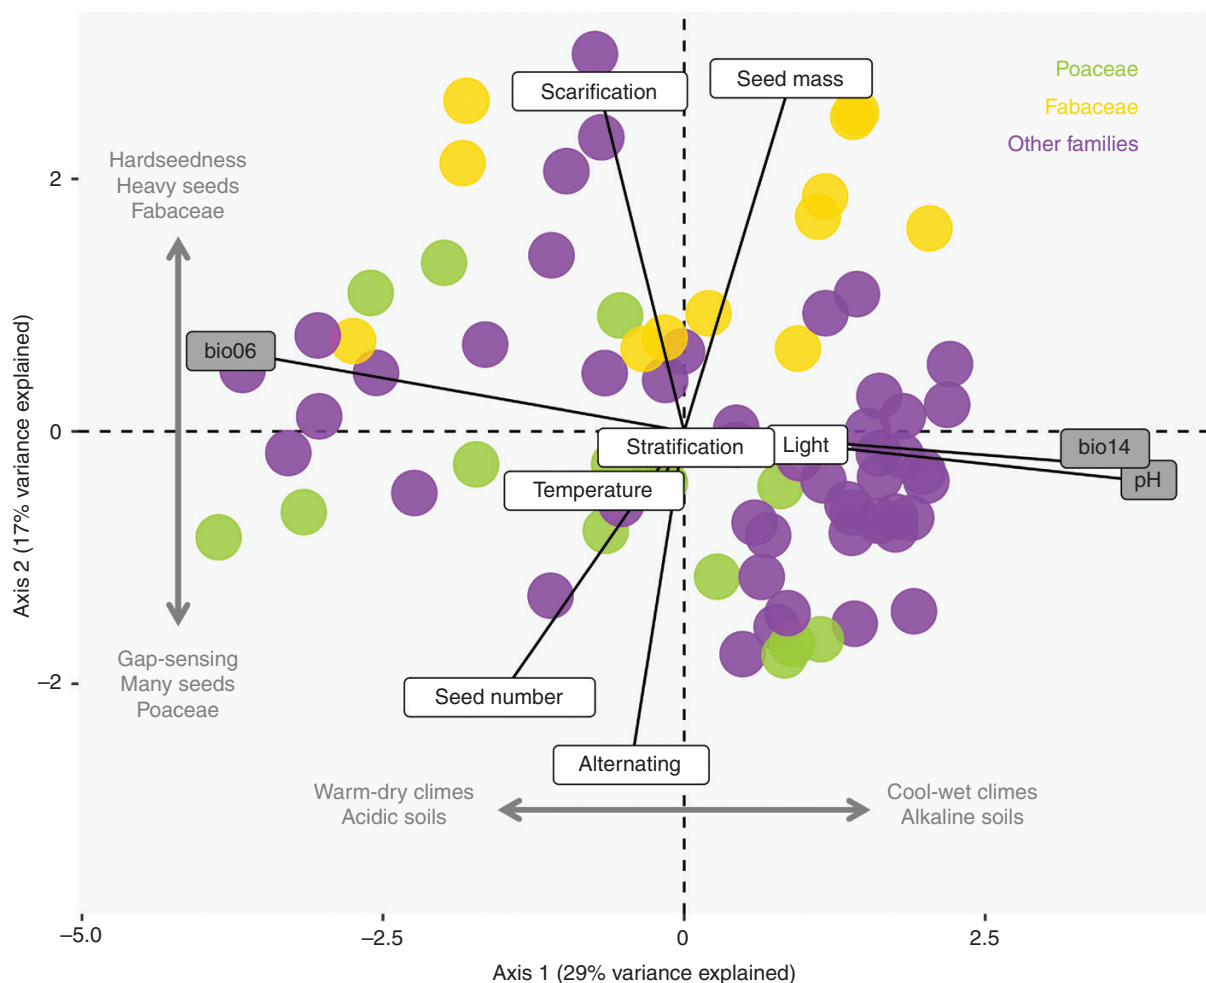 Scarification
Seed mass
Poaceae
Fabaceae
Other families
Hardseedness
Heavy seeds
Fabaceae
2
bio06
0
Stratification
Light
bio14
pH
Temperature
Axis 2 (17% variance explained)
Gap-sensing
Many seeds
Poaceae
Seed number
–2
Alternating
Warm-dry climes
Acidic soils
Cool-wet climes
Alkaline soils
–5.0
–2.5
0
2.5
Axis 1 (29% variance explained)